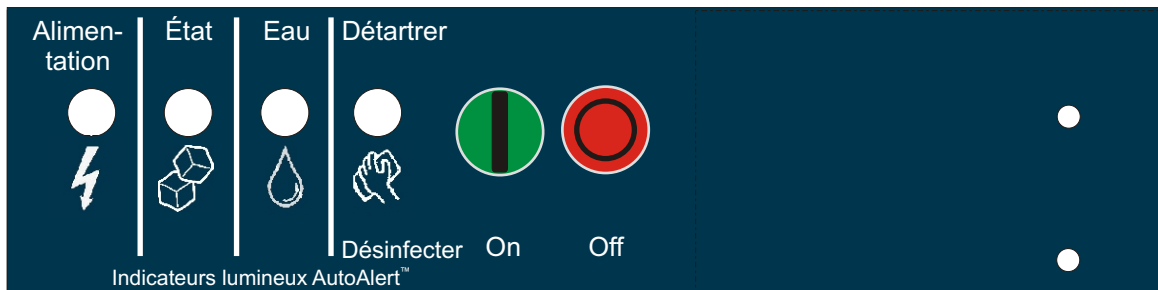 Alimen-
tation
État
Eau
Détartrer
Désinfecter
On
Off
Indicateurs lumineux AutoAlert™